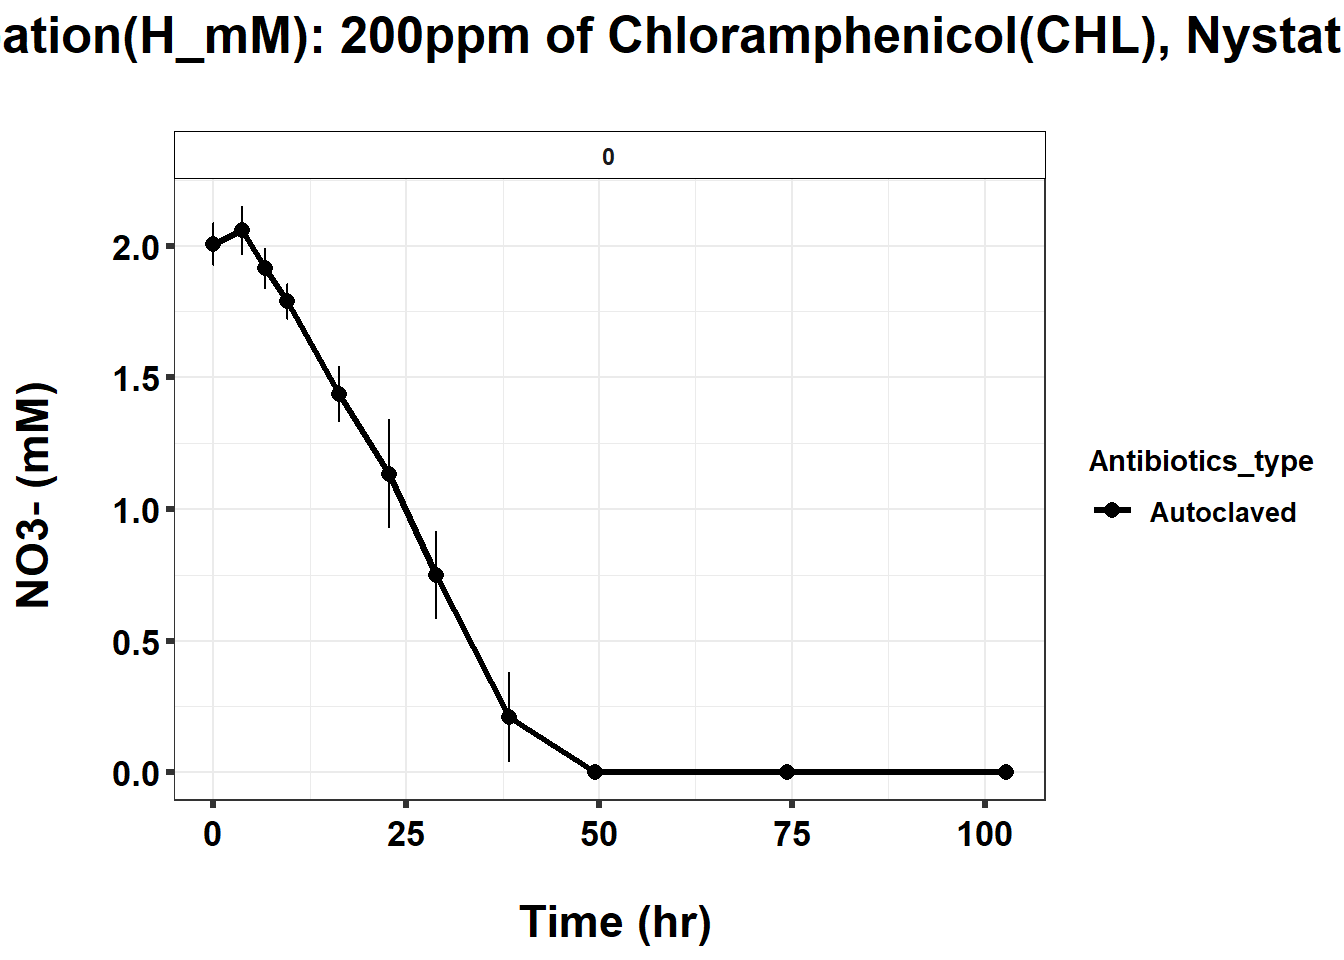 ation(H_mM): 200ppm of Chloramphenicol(CHL), Nystat
0
2.0
1.5
1.0
0.5
0.0
NO3- (mM)
0 25 50 75 100
Time (hr)
Antibiotics_type
Autoclaved